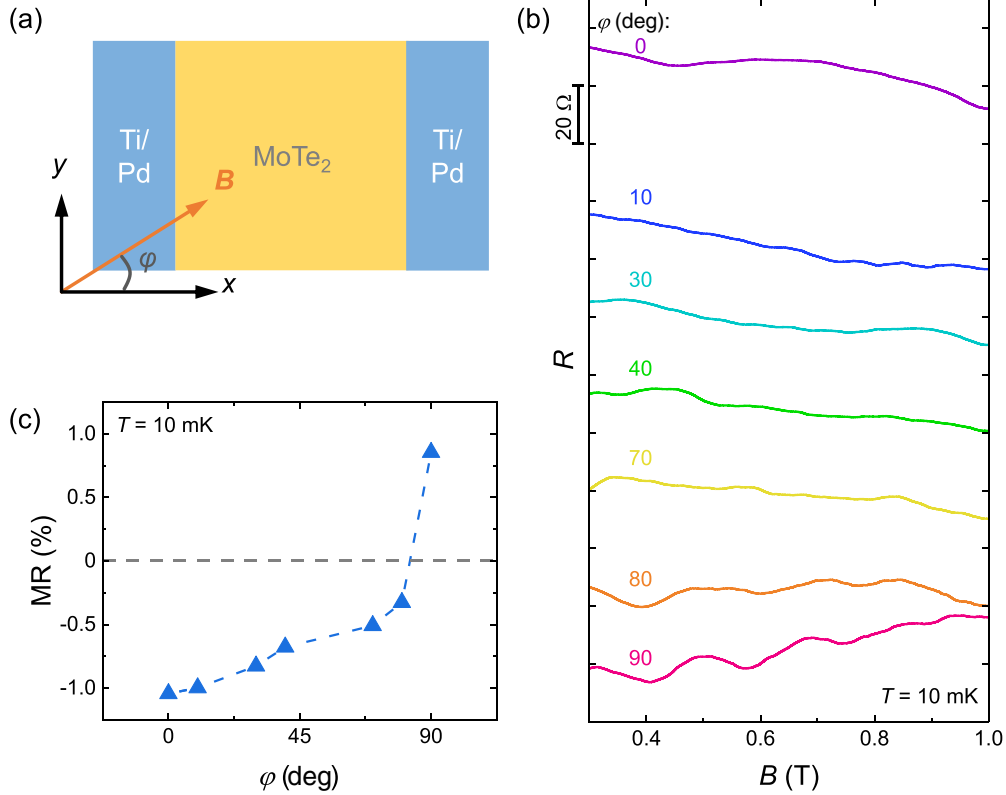 (a)
Ti/
Pd
MoTe₂
Ti/
Pd
B
y
φ
x
(b)
φ (deg):
0
20 Ω
10
30
R
40
70
80
90
T = 10 mK
0.4
0.6
0.8
1.0
B (T)
(c)
T = 10 mK
1.0
0.5
0
-0.5
-1.0
MR (%)
0
45
90
φ (deg)